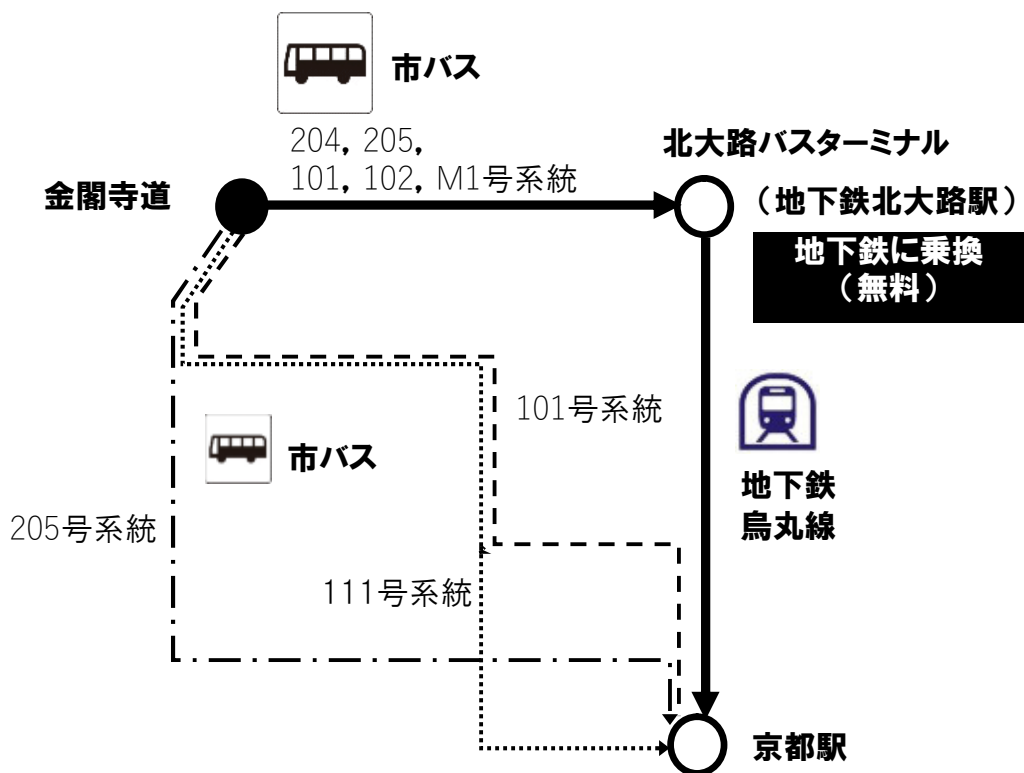 市バス
204, 205,
101, 102, M1号系統
北大路バスターミナル
金閣寺道
（地下鉄北大路駅）
地下鉄に乗換
（無料）
101号系統
市バス
地下鉄
烏丸線
205号系統
111号系統
京都駅